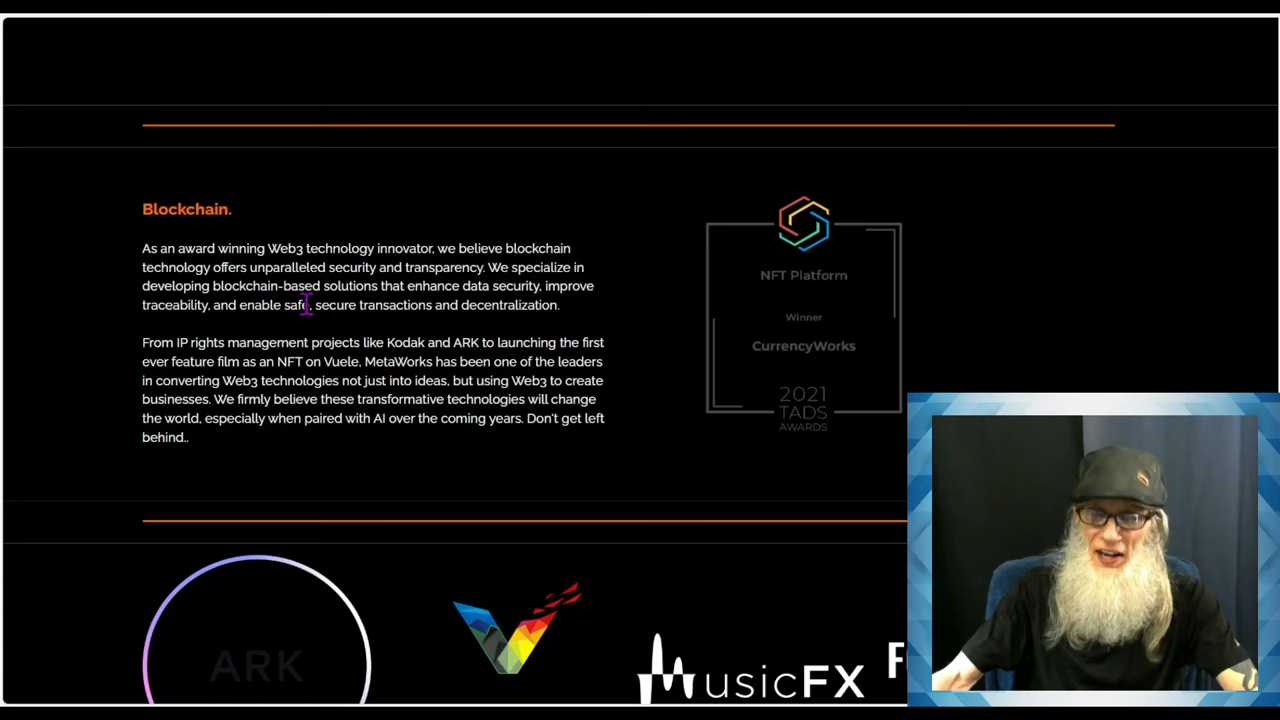 Blockchain.
As an award winning Web3 technology innovator, we believe blockchain
technology offers unparalleled security and transparency. We specialize in
developing blockchain-based solutions that enhance data security, improve
traceability, and enable safe, secure transactions and decentralization.
From IP rights management projects like Kodak and ARK to launching the first
ever feature film as an NFT on Vuele, MetaWorks has been one of the leaders
in converting Web3 technologies not just into ideas, but using Web3 to create
businesses. We firmly believe these transformative technologies will change
the world, especially when paired with AI over the coming years. Don't get left
behind..
NFT Platform
Winner
CurrencyWorks
2021
TADS
AWARDS
ARK
MusicFX
F